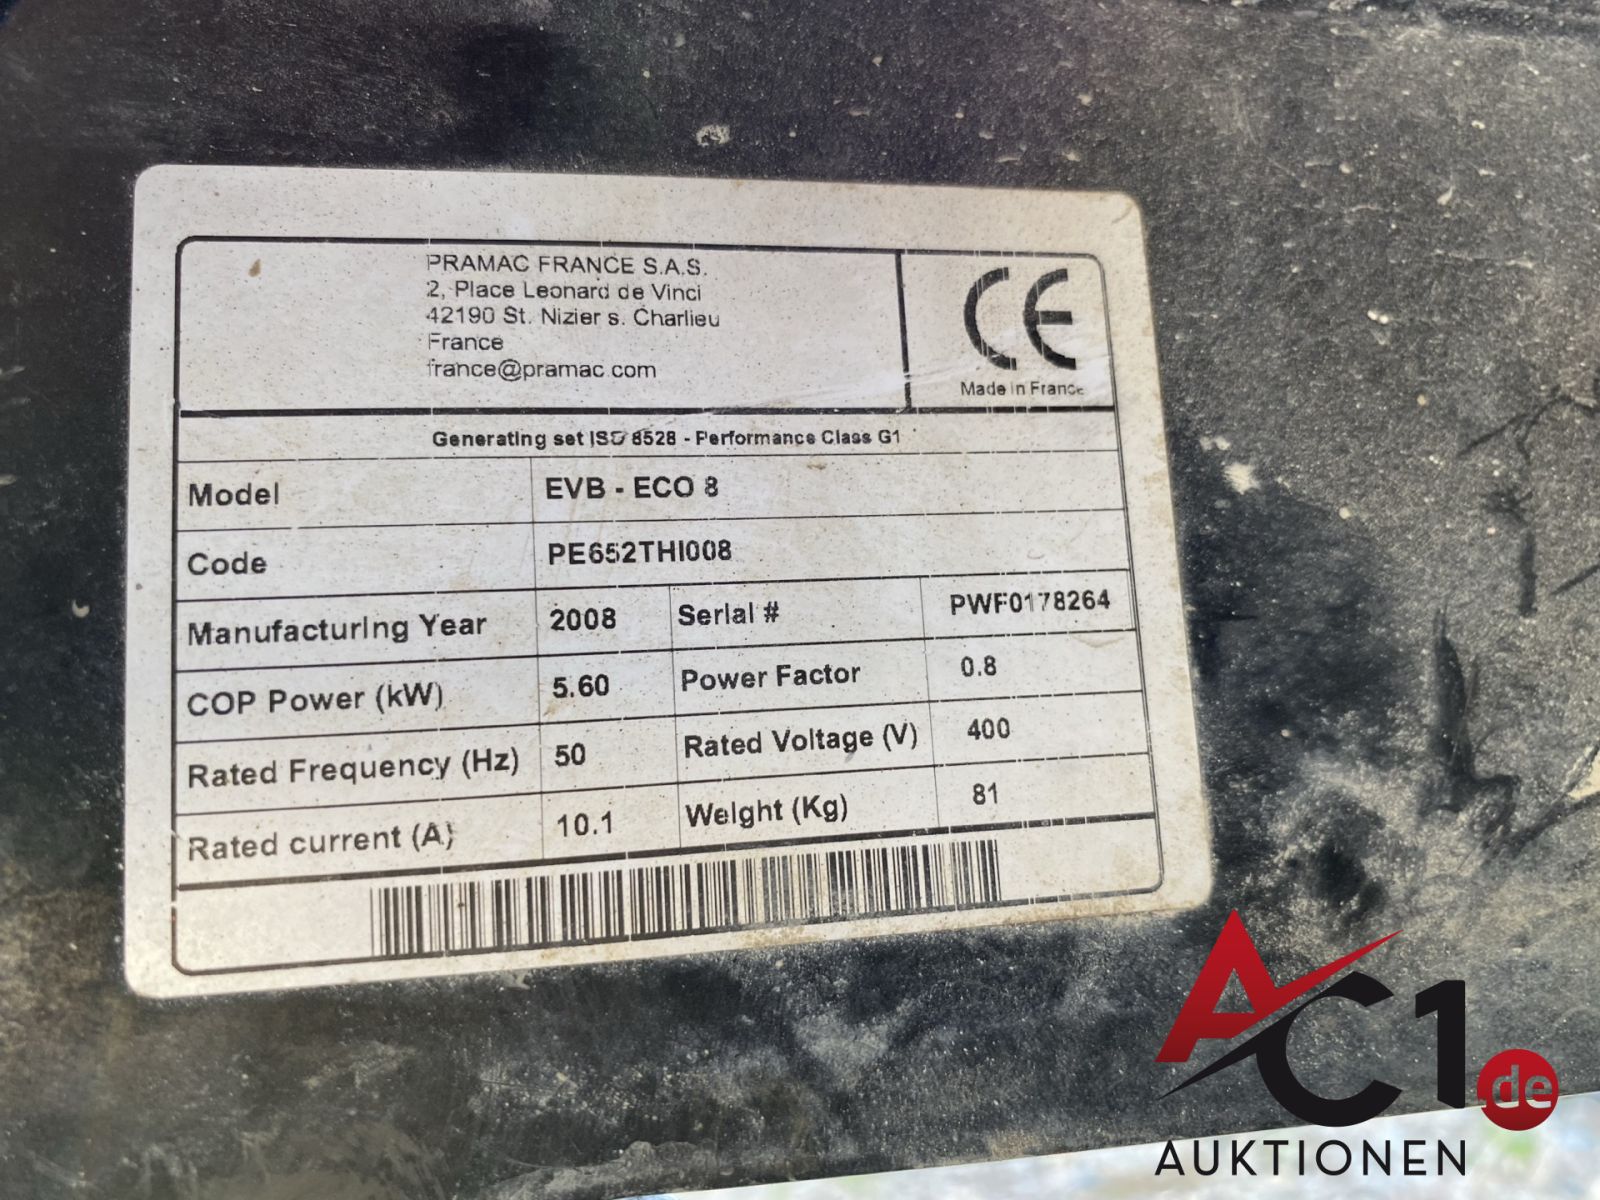 PRAMAC FRANCE S.A.S.
2, Place Leonard de Vinci
42190 St. Nizier s. Charlieu
France
france@pramac.com
CE
Made in France
Generating set ISO 8528 - Performance Class G1
Model EVB - ECO 8
Code PE652THI008
Manufacturing Year 2008 Serial # PWF0178264
COP Power (kW) 5.60 Power Factor 0.8
Rated Frequency (Hz) 50 Rated Voltage (V) 400
Rated current (A) 10.1 Weight (Kg) 81
AC1.de
AUKTIONEN